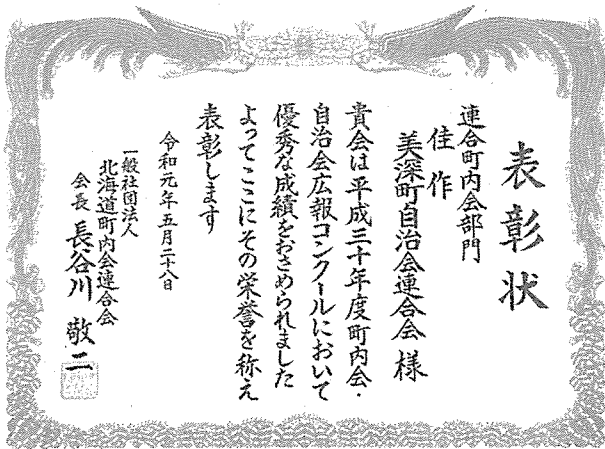 表彰状
連合町内会部門
佳作
美深町自治会連合会 様
貴会は平成三十年度町内会・
自治会広報コンクールにおいて
優秀な成績をおさめられました
よってここにその栄誉を称え
表彰します
令和元年五月二十八日
一般社団法人
北海道町内会連合会
会長 長谷川 敬二